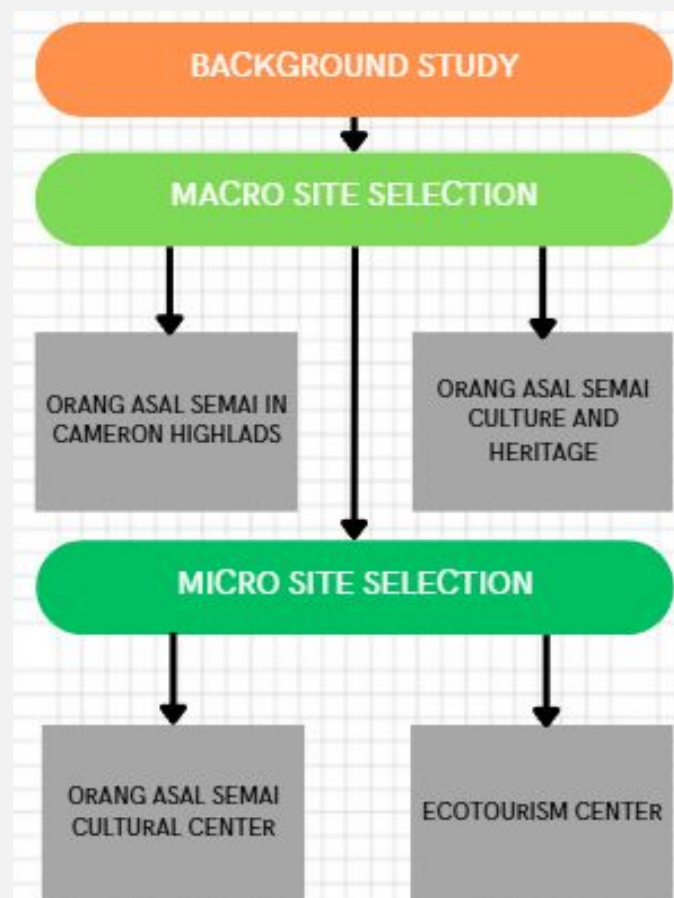 BACKGROUND STUDY
MACRO SITE SELECTION
ORANG ASAL SEMAI IN
CAMERON HIGHLADS
ORANG ASAL SEMAI
CULTURE AND
HERITAGE
MICRO SITE SELECTION
ORANG ASAL SEMAI
CULTURAL CENTER
ECOTOURISM CENTER